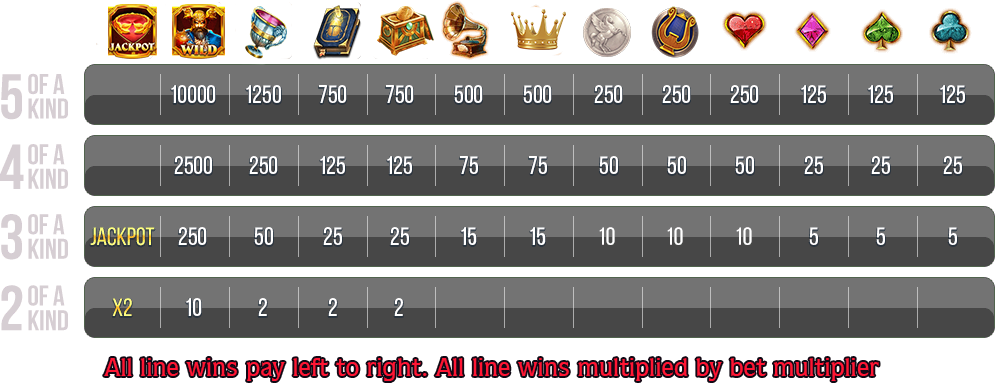 JACKPOT WILD
5 OF A KIND 10000 1250 750 750 500 500 250 250 250 125 125 125
4 OF A KIND 2500 250 125 125 75 75 50 50 50 25 25 25
3 OF A KIND JACKPOT 250 50 25 25 15 15 10 10 10 5 5 5
2 OF A KIND X2 10 2 2 2
All line wins pay left to right. All line wins multiplied by bet multiplier